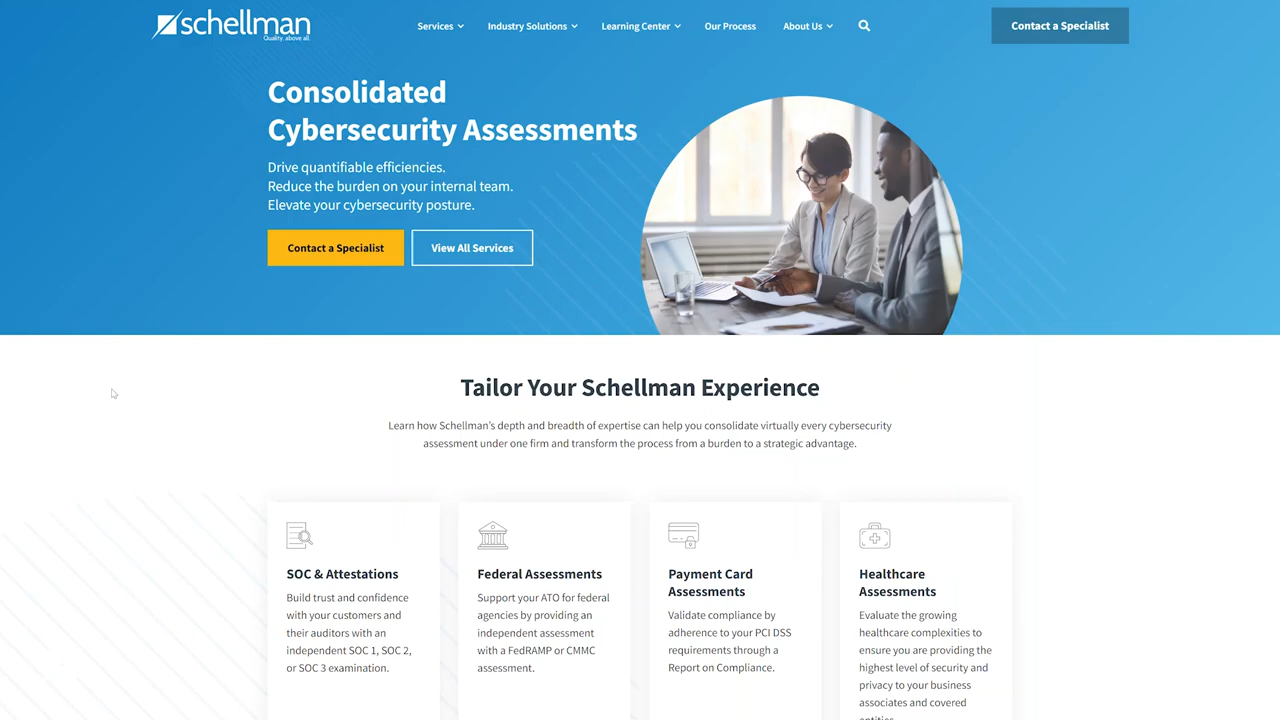 schellman
Quality. above all.
Services
Industry Solutions
Learning Center
Our Process
About Us
Contact a Specialist
Consolidated
Cybersecurity Assessments
Drive quantifiable efficiencies.
Reduce the burden on your internal team.
Elevate your cybersecurity posture.
Contact a Specialist
View All Services
Tailor Your Schellman Experience
Learn how Schellman's depth and breadth of expertise can help you consolidate virtually every cybersecurity
assessment under one firm and transform the process from a burden to a strategic advantage.
SOC & Attestations
Build trust and confidence
with your customers and
their auditors with an
independent SOC 1, SOC 2,
or SOC 3 examination.
Federal Assessments
Support your ATO for federal
agencies by providing an
independent assessment
with a FedRAMP or CMMC
assessment.
Payment Card
Assessments
Validate compliance by
adherence to your PCI DSS
requirements through a
Report on Compliance.
Healthcare
Assessments
Evaluate the growing
healthcare complexities to
ensure you are providing the
highest level of security and
privacy to your business
associates and covered